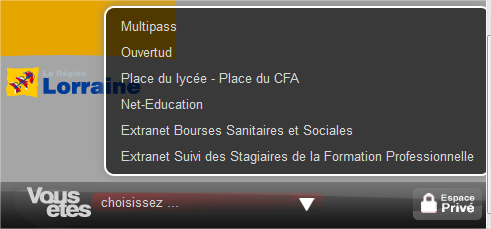 Multipass
Ouvertud
Place du lycée - Place du CFA
Net-Education
Extranet Bourses Sanitaires et Sociales
Extranet Suivi des Stagiaires de la Formation Professionnelle
La Région
Lorraine
Vous
êtes
choisissez ...
Espace
Privé